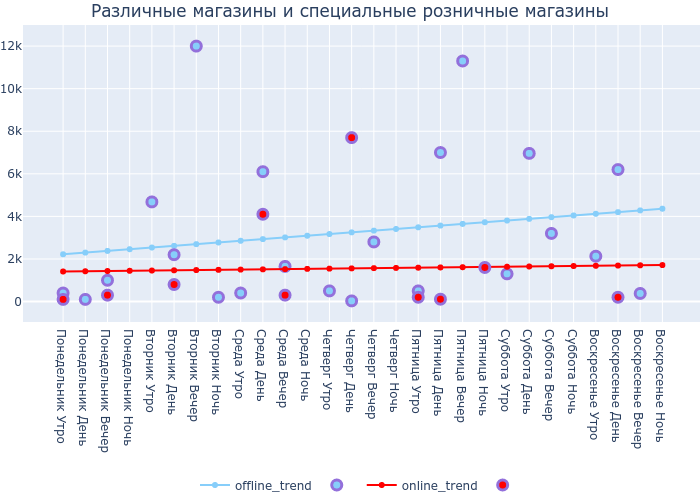 Различные магазины и специальные розничные магазины
12k
10k
8k
6k
4k
2k
0
Понедельник Утро
Понедельник День
Понедельник Вечер
Понедельник Ночь
Вторник Утро
Вторник День
Вторник Вечер
Вторник Ночь
Среда Утро
Среда День
Среда Вечер
Среда Ночь
Четверг Утро
Четверг День
Четверг Вечер
Четверг Ночь
Пятница Утро
Пятница День
Пятница Вечер
Пятница Ночь
Суббота Утро
Суббота День
Суббота Вечер
Суббота Ночь
Воскресенье Утро
Воскресенье День
Воскресенье Вечер
Воскресенье Ночь
offline_trend online_trend